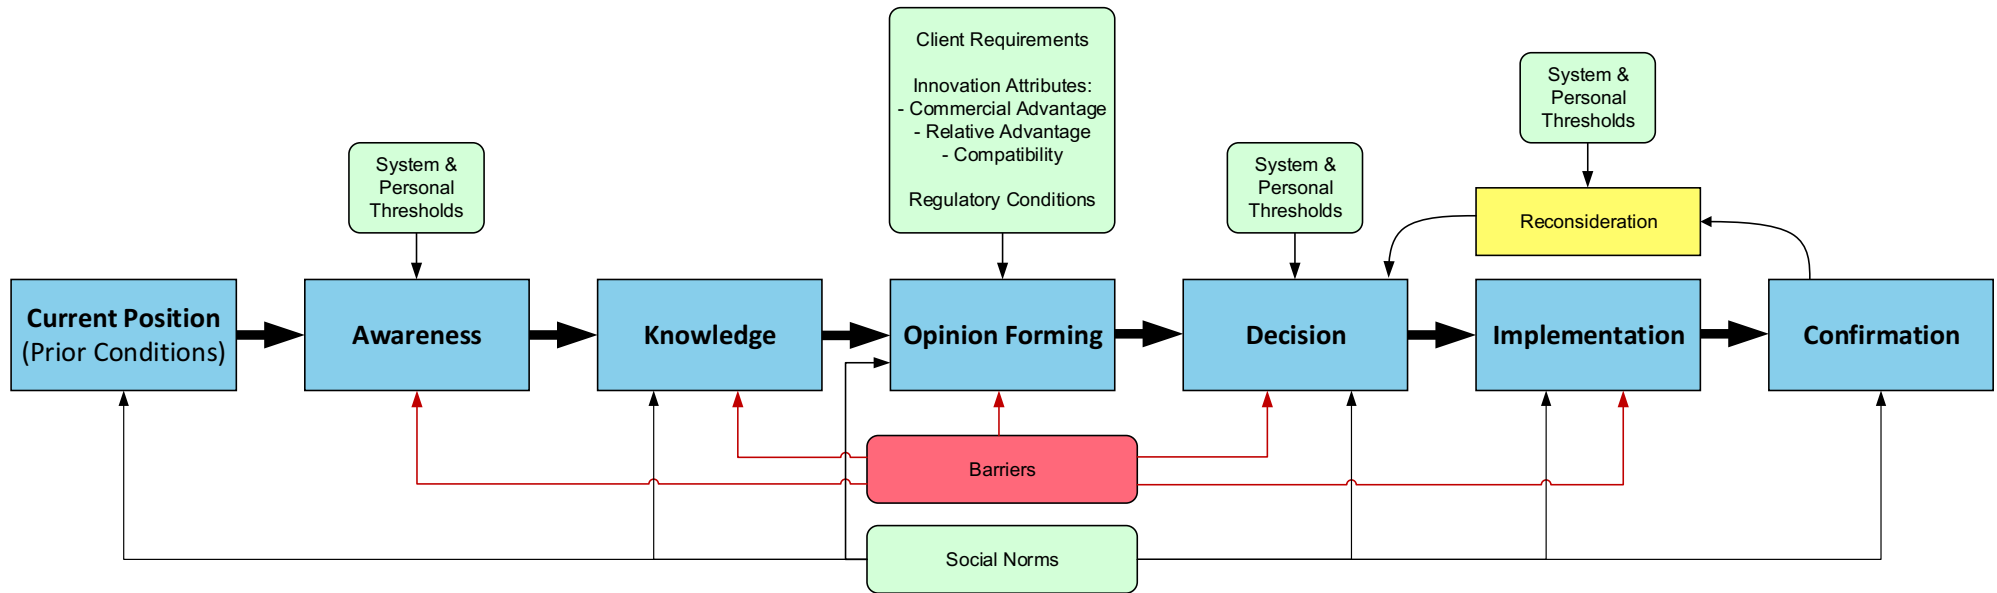 Client Requirements
Innovation Attributes:
- Commercial Advantage
- Relative Advantage
- Compatibility
Regulatory Conditions
System &
Personal
Thresholds
System &
Personal
Thresholds
System &
Personal
Thresholds
Reconsideration
Current Position
(Prior Conditions)
Awareness
Knowledge
Opinion Forming
Decision
Implementation
Confirmation
Barriers
Social Norms